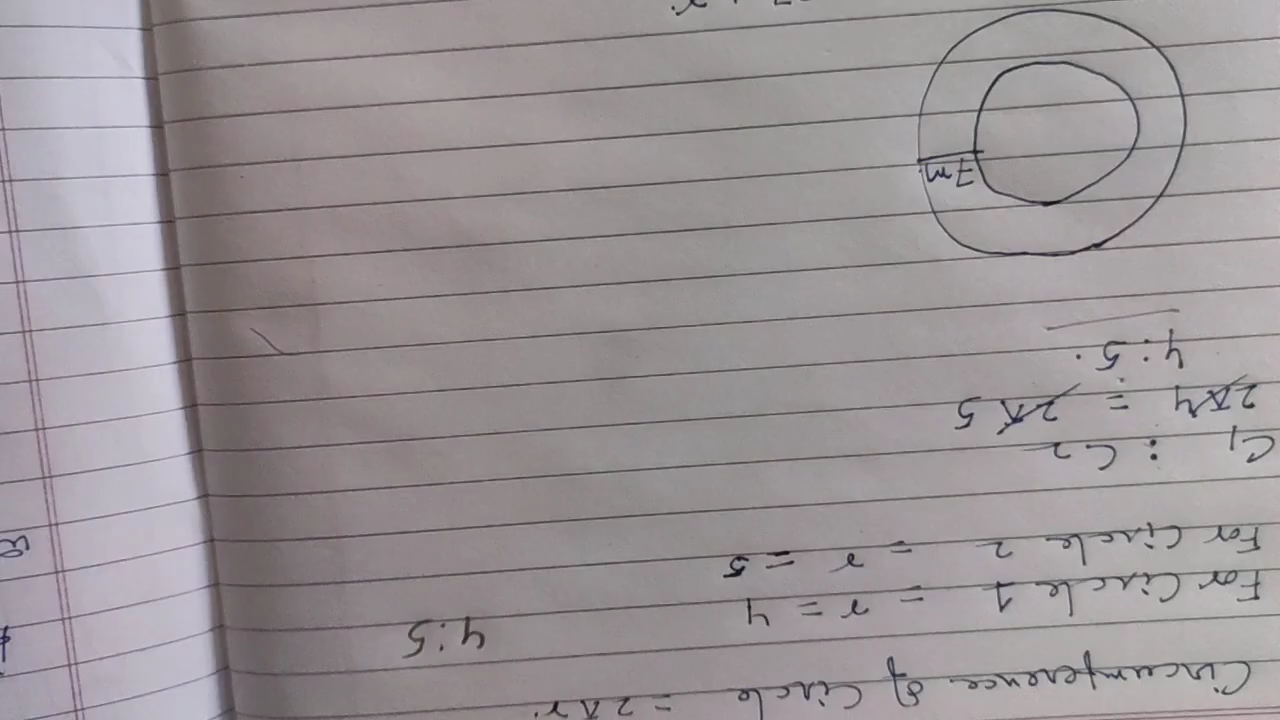 Circumference of Circle = 2πr.
4:5
For Circle 1 = r = 4
For Circle 2 = r = 5
C1 : C2
2π4 = 2π5
4:5.
7m